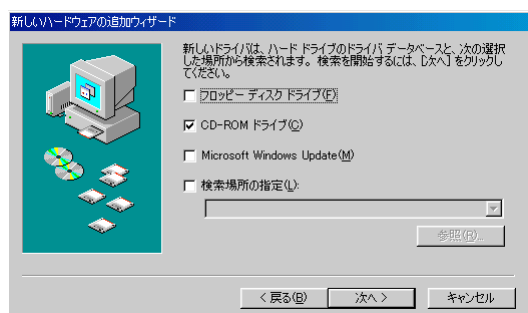 新しいハードウェアの追加ウィザード
新しいドライバは、ハード ドライブのドライバ データベースと、次の選択
した場所から検索されます。検索を開始するには、[次へ] をクリックし
てください。
フロッピー ディスク ドライブ(F)
CD-ROM ドライブ(C)
Microsoft Windows Update(M)
検索場所の指定(L):
参照(R)...
< 戻る(B)
次へ >
キャンセル